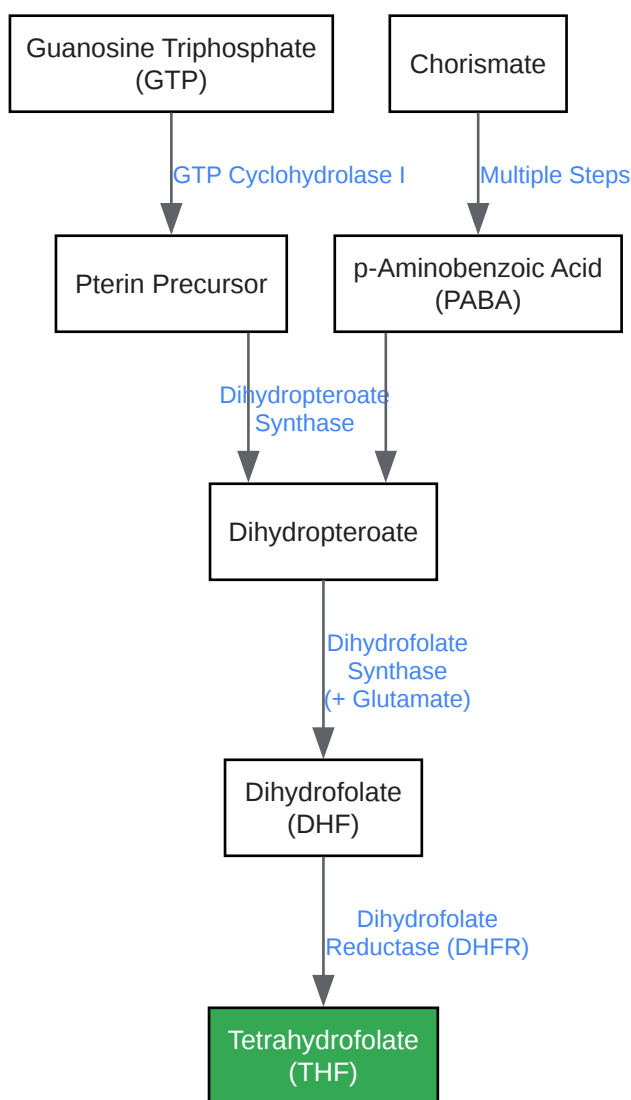 Guanosine Triphosphate
(GTP)
Chorismate
GTP Cyclohydrolase I
Multiple Steps
Pterin Precursor
p-Aminobenzoic Acid
(PABA)
Dihydropteroate
Synthase
Dihydropteroate
Dihydrofolate
Synthase
(+ Glutamate)
Dihydrofolate
(DHF)
Dihydrofolate
Reductase (DHFR)
Tetrahydrofolate
(THF)